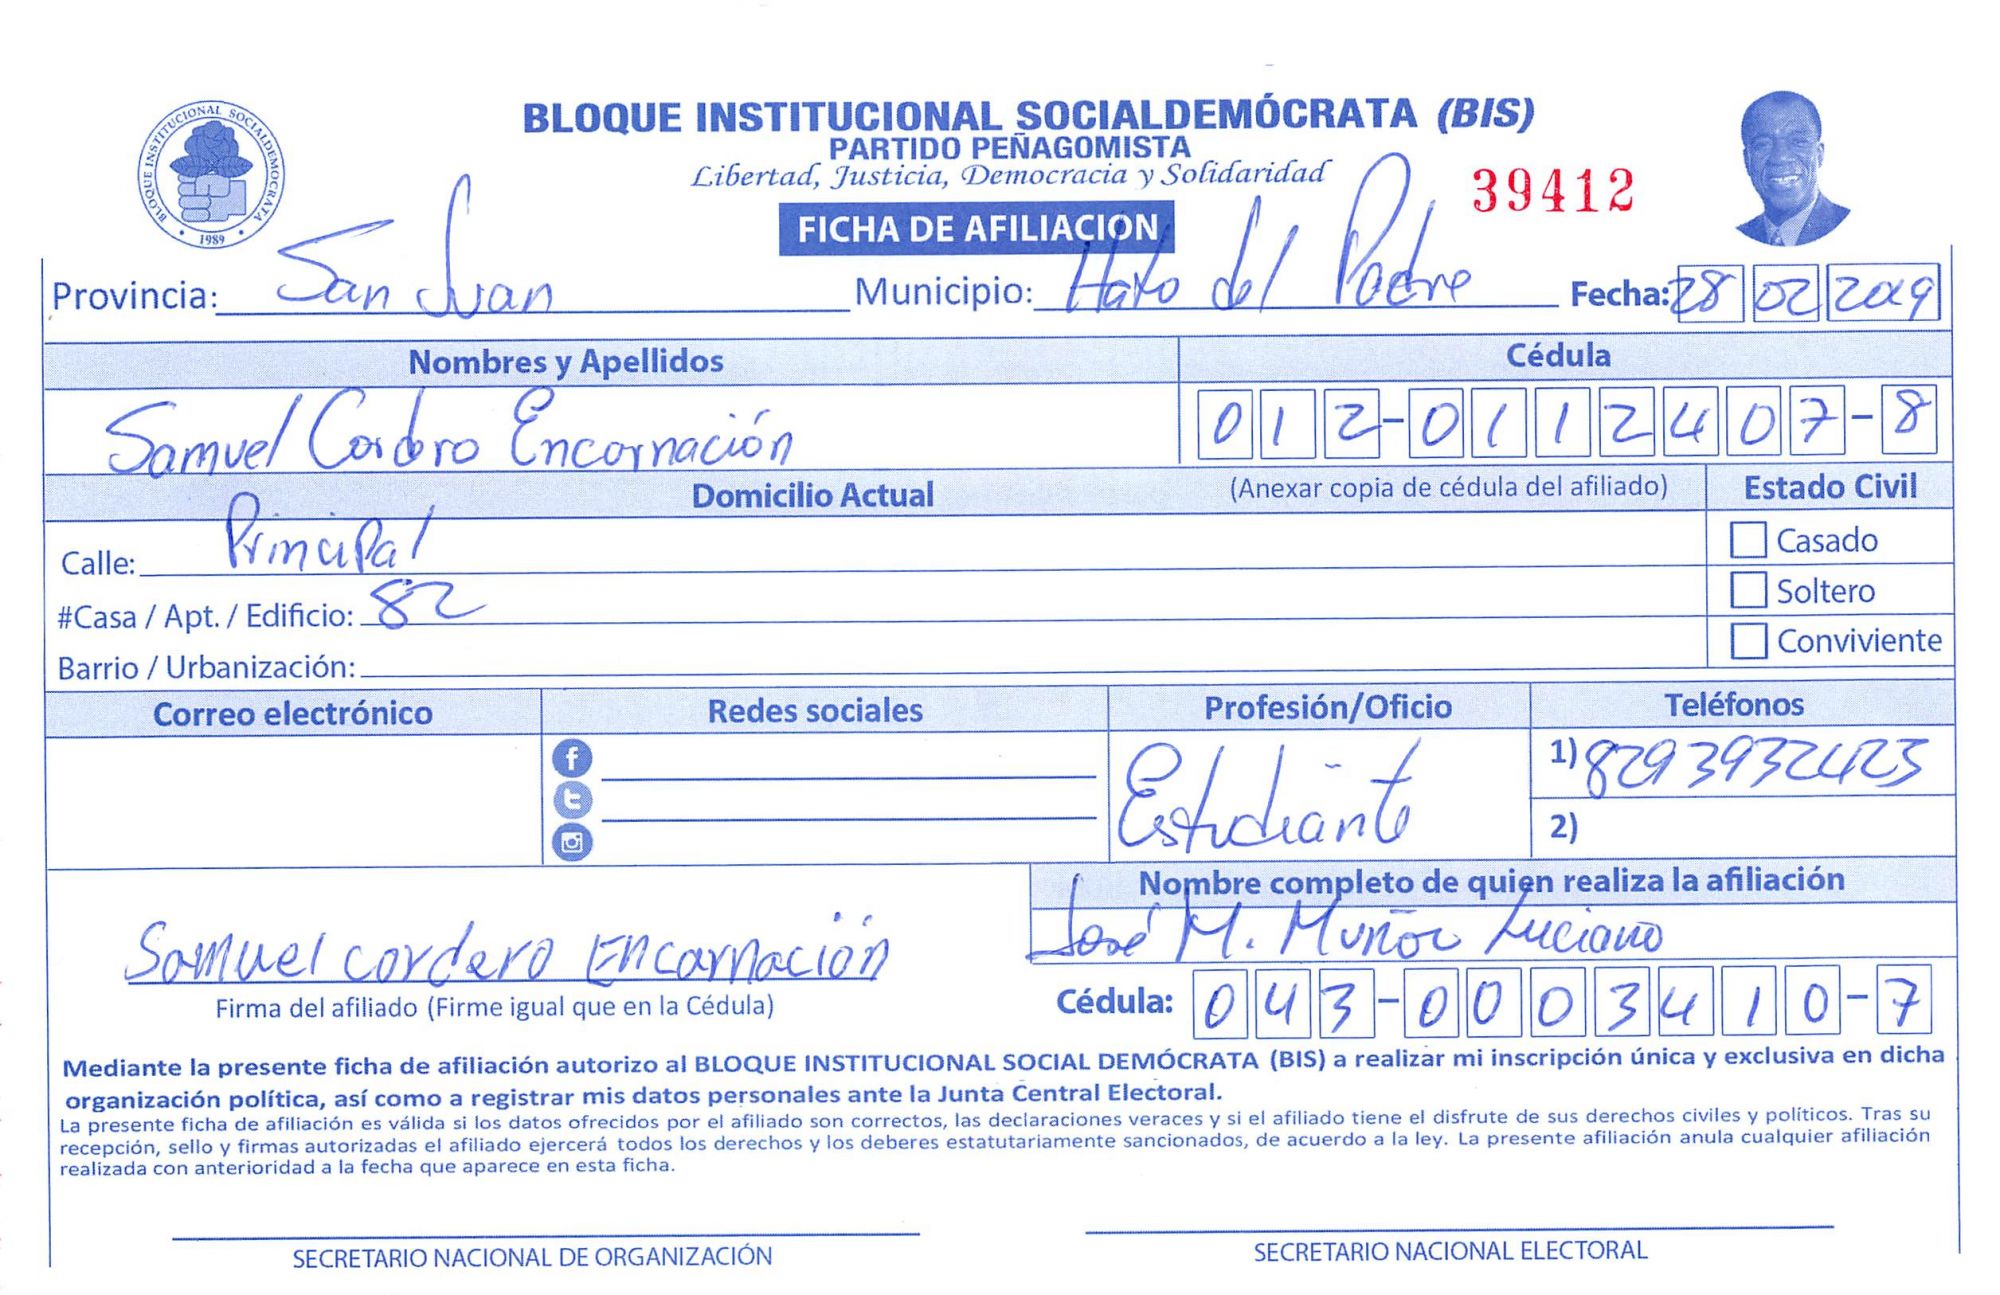 BLOQUE INSTITUCIONAL SOCIALDEMOCRATA
1989
BLOQUE INSTITUCIONAL SOCIALDEMÓCRATA (BIS)
PARTIDO PEÑAGOMISTA
Libertad, Justicia, Democracia y Solidaridad
39412
FICHA DE AFILIACION
Provincia: San Juan Municipio: Hato del Padre Fecha: 28 02 2019
Nombres y Apellidos Cédula
Samuel Cordero Encarnación 012-0112407-8
Domicilio Actual (Anexar copia de cédula del afiliado) Estado Civil
Calle: Principal Casado
#Casa / Apt. / Edificio: 82 Soltero
Barrio / Urbanización: Conviviente
Correo electrónico Redes sociales Profesión/Oficio Teléfonos
Estudiante 1) 8293932423
2)
Nombre completo de quien realiza la afiliación
José M. Muñoz Luciano
Samuel Cordero Encarnación
Firma del afiliado (Firme igual que en la Cédula) Cédula: 043-0003410-7
Mediante la presente ficha de afiliación autorizo al BLOQUE INSTITUCIONAL SOCIAL DEMÓCRATA (BIS) a realizar mi inscripción única y exclusiva en dicha
organización política, así como a registrar mis datos personales ante la Junta Central Electoral.
La presente ficha de afiliación es válida si los datos ofrecidos por el afiliado son correctos, las declaraciones veraces y si el afiliado tiene el disfrute de sus derechos civiles y políticos. Tras su
recepción, sello y firmas autorizadas el afiliado ejercerá todos los derechos y los deberes estatutariamente sancionados, de acuerdo a la ley. La presente afiliación anula cualquier afiliación
realizada con anterioridad a la fecha que aparece en esta ficha.
SECRETARIO NACIONAL DE ORGANIZACIÓN SECRETARIO NACIONAL ELECTORAL